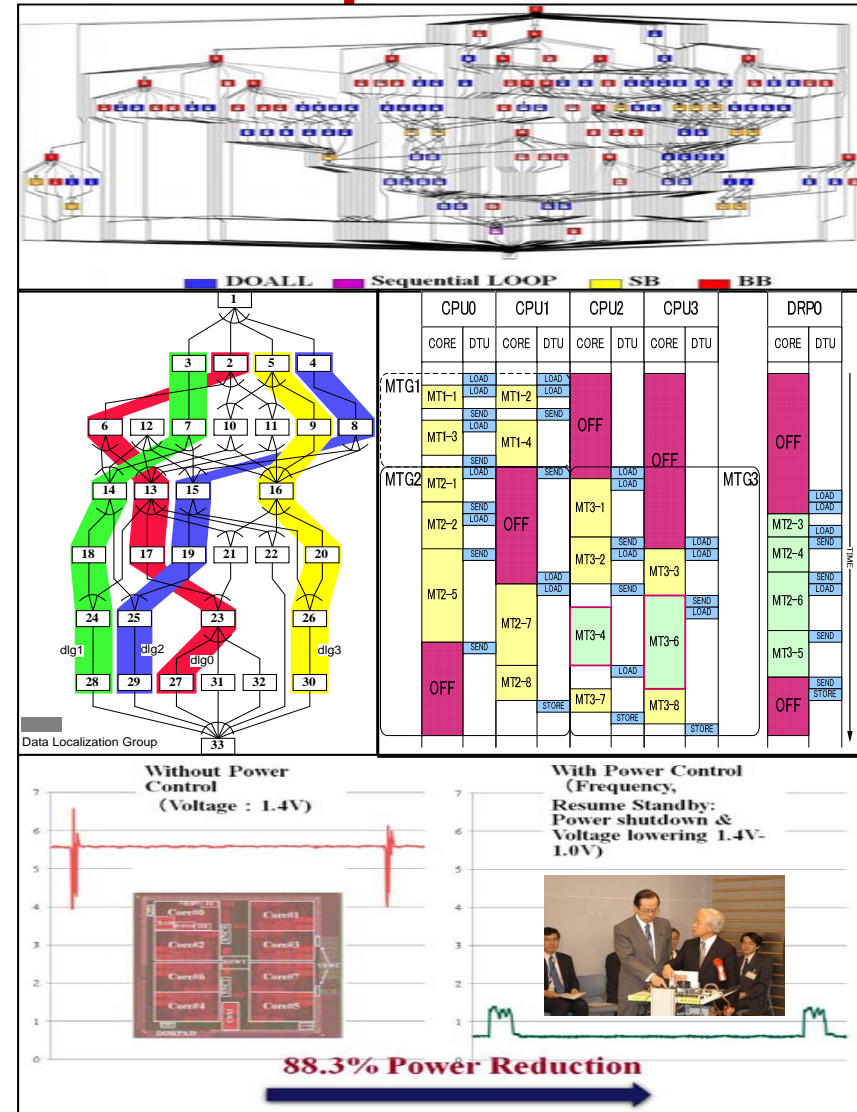 DOALL Sequential LOOP SB BB
1
3 2 5 4
6 12 7 10 11 9 8
14 13 15 16
18 17 19 21 22 20
24 25 23 26
dlg1 dlg2 dlg0 dlg3
28 29 27 31 32 30
Data Localization Group
33
CPU0 CPU1 CPU2 CPU3 DRP0
CORE DTU CORE DTU CORE DTU CORE DTU CORE DTU
MTG1
LOAD LOAD
MT1-1 LOAD MT1-2 LOAD
SEND SEND
MT1-3 LOAD MT1-4
OFF
OFF
OFF
SEND
MTG2 MTG3
LOAD SEND LOAD
MT2-1 LOAD
MT3-1
LOAD
MT2-2 SEND LOAD
LOAD
OFF
MT2-3 LOAD
SEND SEND LOAD
MT3-2 LOAD LOAD
MT2-4
SEND
MT2-5
MT3-3
TIME
LOAD SEND
MT2-6 LOAD
MT2-7 LOAD SEND
SEND
LOAD
MT3-4
MT3-6
SEND
SEND
MT3-5
LOAD
OFF
MT2-8
SEND
STORE
OFF
MT3-7
STORE
STORE
MT3-8
STORE
Without Power
Control
(Voltage : 1.4V)
With Power Control
(Frequency,
Resume Standby:
Power shutdown &
Voltage lowering 1.4V-
1.0V)
7
6
5
4
3
2
1
0
Core#0 Core#1
Core#2 Core#3
Core#6 Core#7
Core#4 Core#5
7
6
5
4
3
2
1
0
88.3% Power Reduction